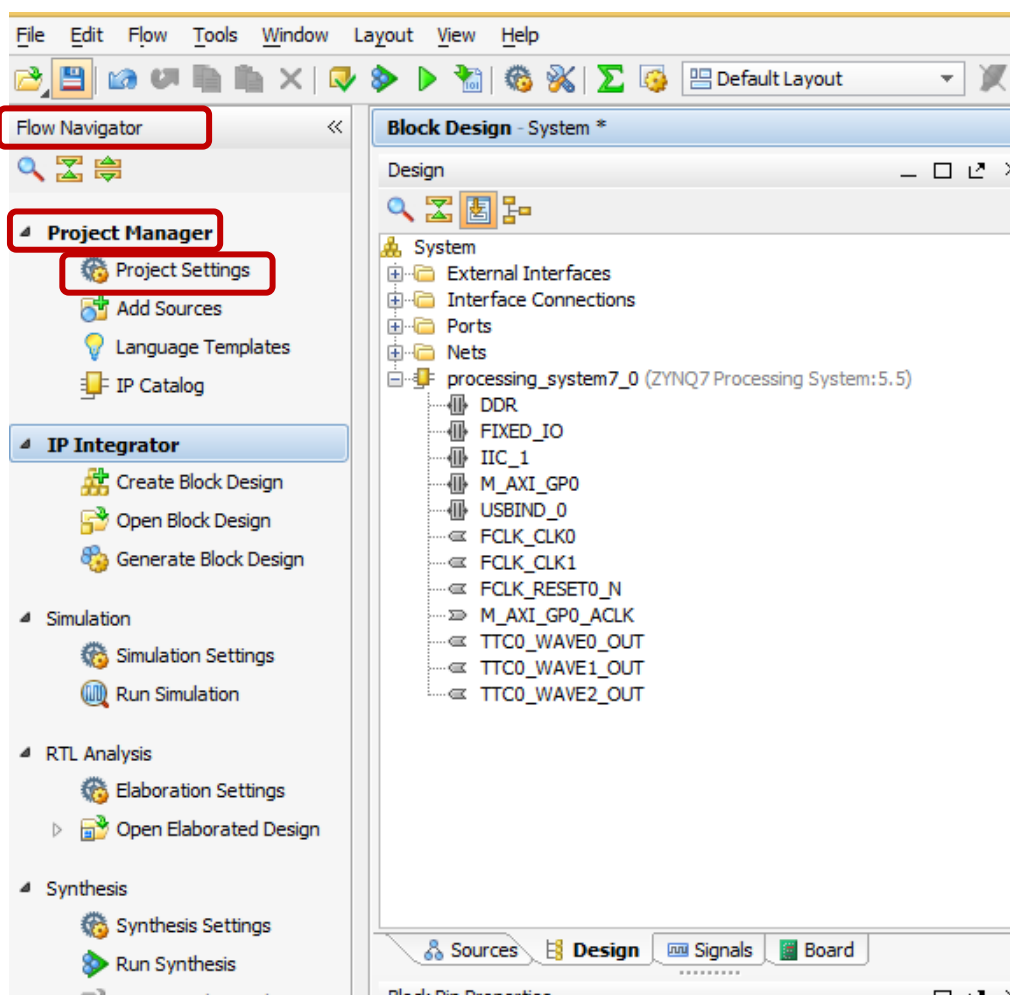 File Edit Flow Tools Window Layout View Help
Default Layout
Flow Navigator
Project Manager
Project Settings
Add Sources
Language Templates
IP Catalog
IP Integrator
Create Block Design
Open Block Design
Generate Block Design
Simulation
Simulation Settings
Run Simulation
RTL Analysis
Elaboration Settings
Open Elaborated Design
Synthesis
Synthesis Settings
Run Synthesis
Block Design - System *
Design
System
External Interfaces
Interface Connections
Ports
Nets
processing_system7_0 (ZYNQ7 Processing System:5.5)
DDR
FIXED_IO
IIC_1
M_AXI_GP0
USBIND_0
FCLK_CLK0
FCLK_CLK1
FCLK_RESET0_N
M_AXI_GP0_ACLK
TTC0_WAVE0_OUT
TTC0_WAVE1_OUT
TTC0_WAVE2_OUT
Sources Design Signals Board
Block Pin Properties